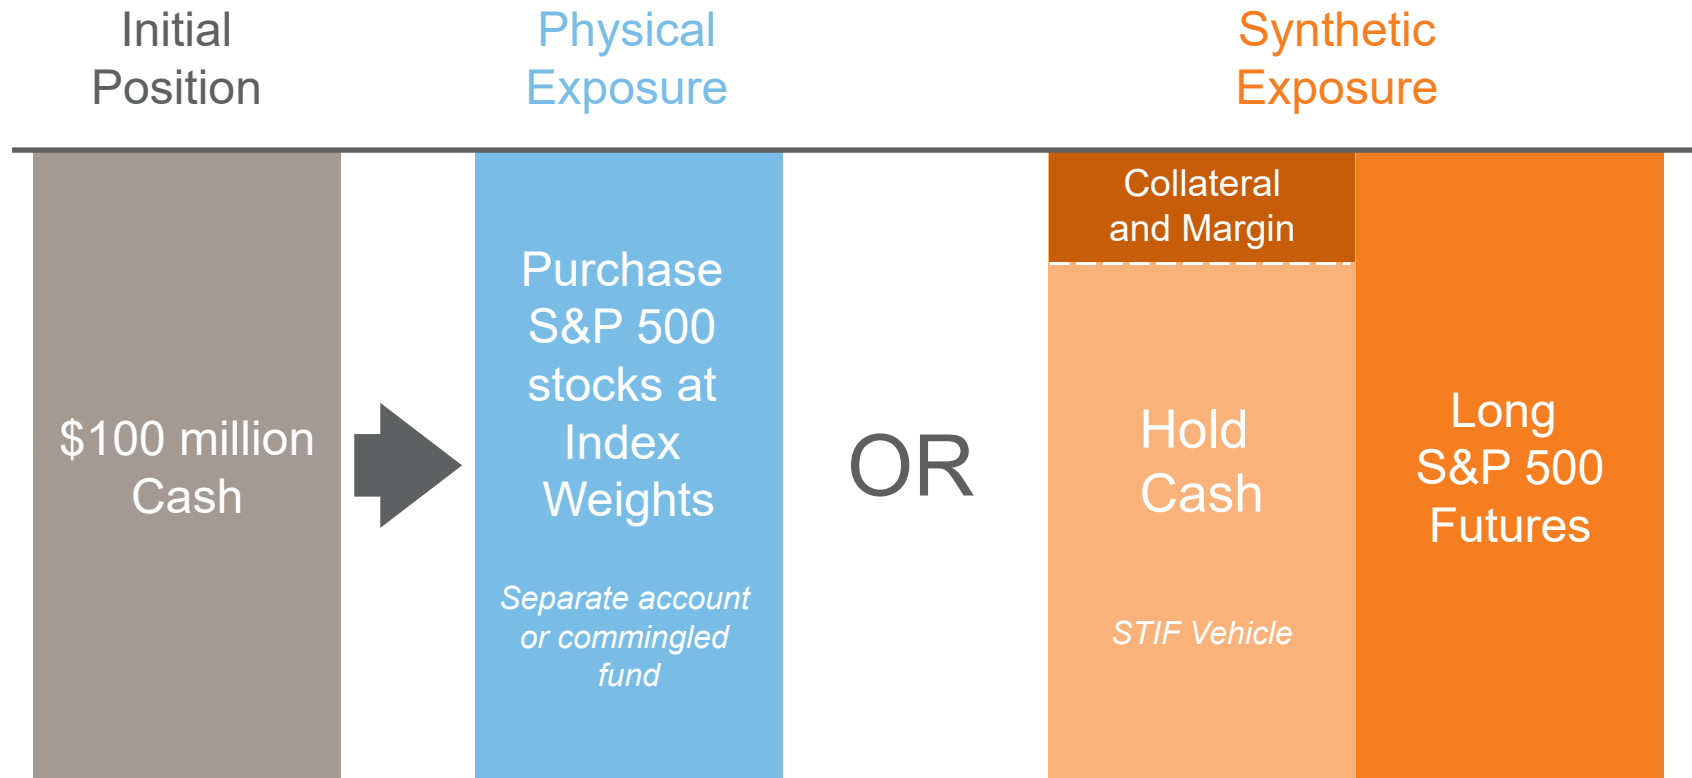 Initial
Position
Physical
Exposure
Synthetic
Exposure
$100 million
Cash
Purchase
S&P 500
stocks at
Index
Weights
Separate account
or commingled
fund
OR
Collateral
and Margin
Hold
Cash
STIF Vehicle
Long
S&P 500
Futures